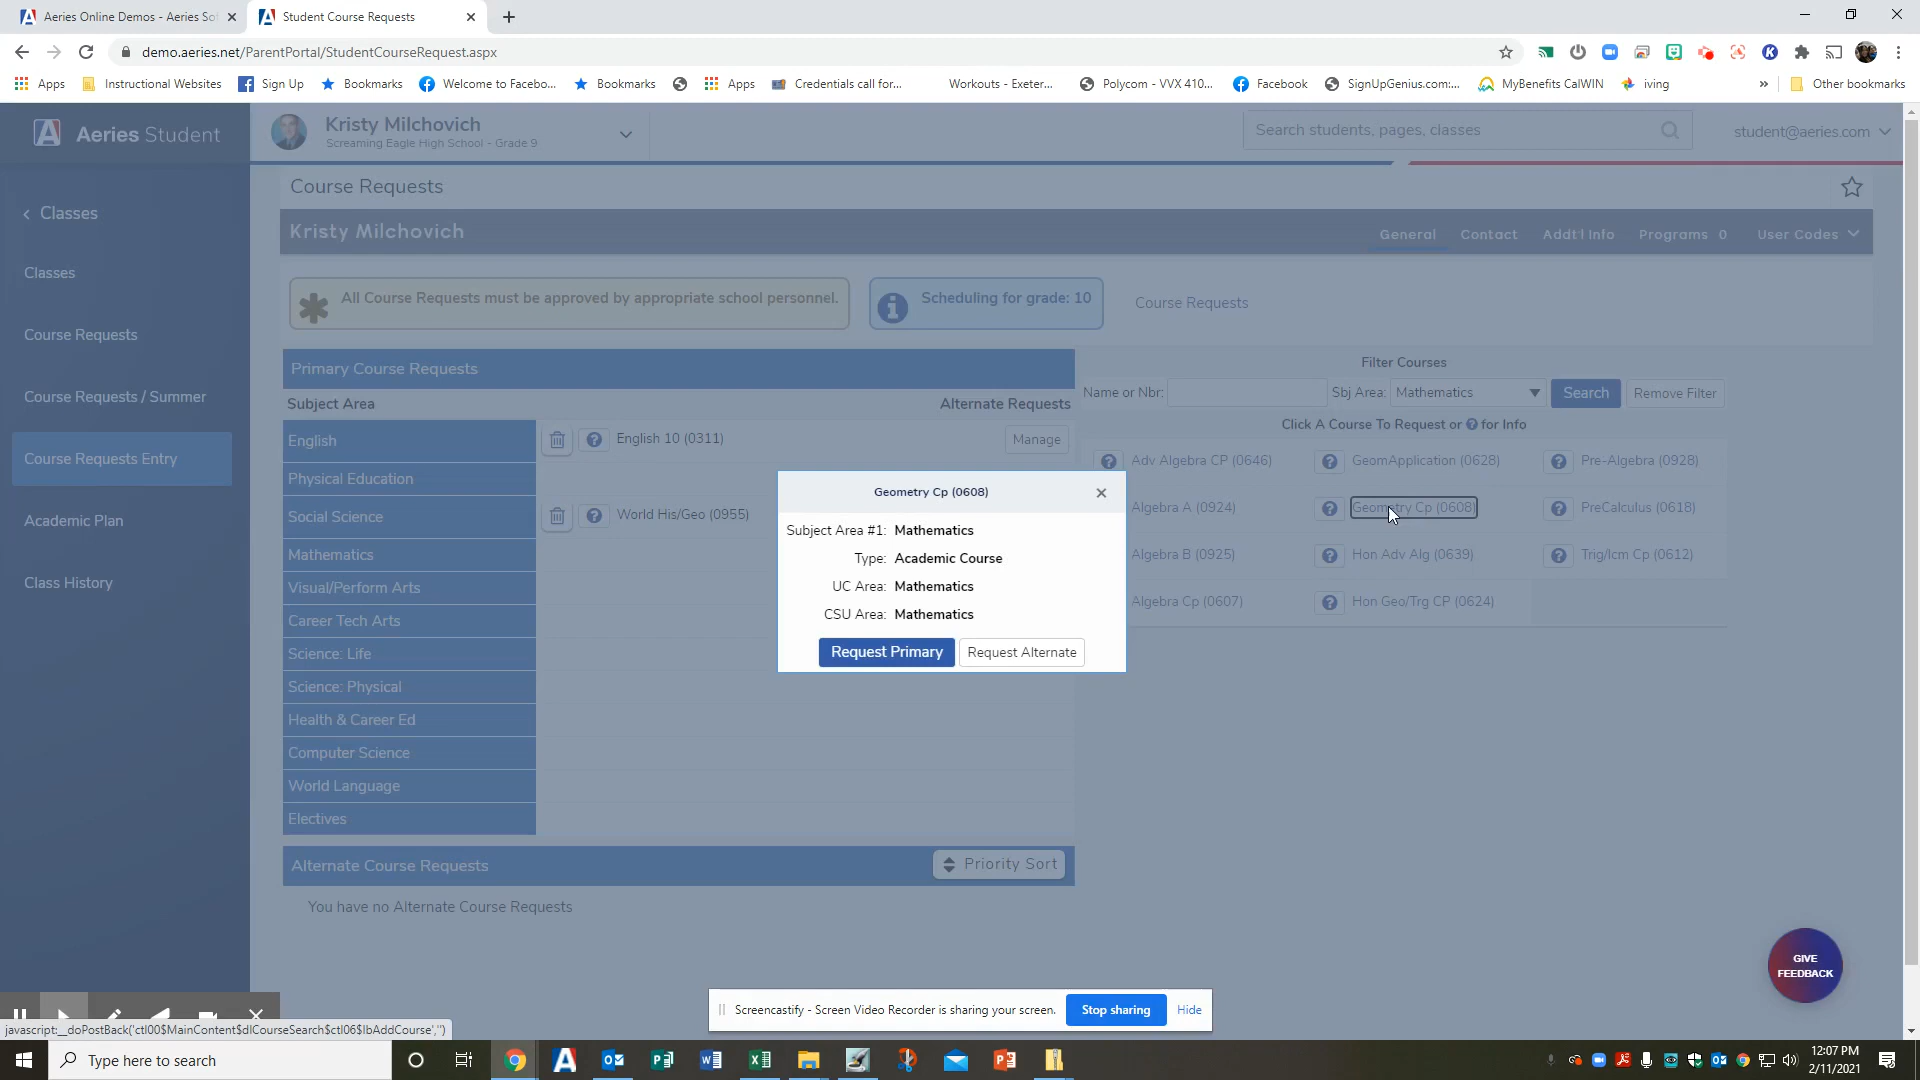 Aeries Online Demos - Aeries Sof
Student Course Requests
demo.aeries.net/ParentPortal/StudentCourseRequest.aspx
Apps
Instructional Websites
Sign Up
Bookmarks
Welcome to Facebo...
Bookmarks
Apps
Credentials call for...
Workouts - Exeter...
Polycom - VVX 410...
Facebook
SignUpGenius.com:...
MyBenefits CalWIN
iving
»
Other bookmarks
Aeries Student
Kristy Milchovich
Screaming Eagle High School - Grade 9
Search students, pages, classes
student@aeries.com
Course Requests
Classes
Kristy Milchovich
General
Contact
Addt'l Info
Programs 0
User Codes
Classes
Course Requests
Course Requests / Summer
Course Requests Entry
Academic Plan
Class History
All Course Requests must be approved by appropriate school personnel.
Scheduling for grade: 10
Course Requests
Primary Course Requests
Subject Area
Alternate Requests
English
English 10 (0311)
Manage
Physical Education
Social Science
World His/Geo (0955)
Mathematics
Visual/Perform Arts
Career Tech Arts
Science: Life
Science: Physical
Health & Career Ed
Computer Science
World Language
Electives
Alternate Course Requests
Priority Sort
You have no Alternate Course Requests
Filter Courses
Name or Nbr:
Sbj Area:
Mathematics
Search
Remove Filter
Click A Course To Request or ? for Info
Adv Algebra CP (0646)
GeomApplication (0628)
Pre-Algebra (0928)
Algebra A (0924)
Geometry Cp (0608)
PreCalculus (0618)
Algebra B (0925)
Hon Adv Alg (0639)
Trig/Icm Cp (0612)
Algebra Cp (0607)
Hon Geo/Trg CP (0624)
Geometry Cp (0608)
Subject Area #1: Mathematics
Type: Academic Course
UC Area: Mathematics
CSU Area: Mathematics
Request Primary
Request Alternate
GIVE
FEEDBACK
Screencastify - Screen Video Recorder is sharing your screen.
Stop sharing
Hide
javascript:__doPostBack('ctl00$MainContent$dlCourseSearch$ctl06$lbAddCourse','')
Type here to search
12:07 PM
2/11/2021